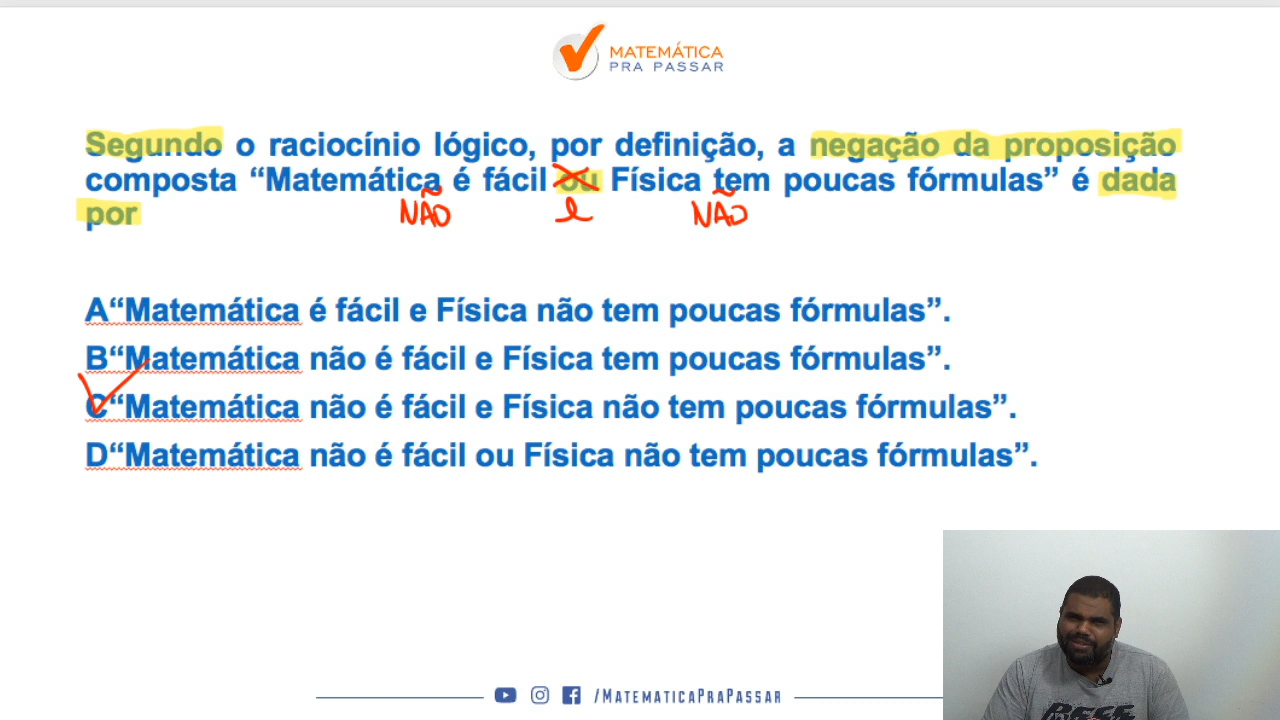 MATEMÁTICA
PRA PASSAR
Segundo o raciocínio lógico, por definição, a negação da proposição
composta “Matemática é fácil ou Física tem poucas fórmulas” é dada
por
NÃO e NÃO
A“Matemática é fácil e Física não tem poucas fórmulas”.
B“Matemática não é fácil e Física tem poucas fórmulas”.
C“Matemática não é fácil e Física não tem poucas fórmulas”.
D“Matemática não é fácil ou Física não tem poucas fórmulas”.
/MATEMATICAPRAPASSAR